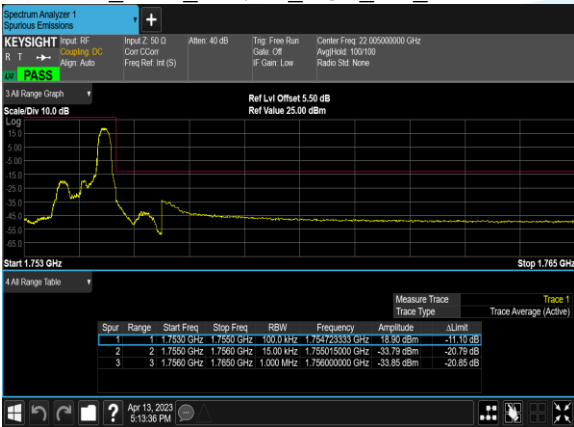 Spectrum Analyzer 1
Spurious Emissions
+
KEYSIGHT Input: RF Input Z: 50 Ω Atten: 40 dB Trig: Free Run Center Freq: 22.005000000 GHz
R T Coupling: DC Corr CCorr Gate: Off Avg|Hold: 100/100
Align: Auto Freq Ref: Int (S) IF Gain: Low Radio Std: None
LW PASS
3 All Range Graph
Ref Lvl Offset 5.50 dB
Scale/Div 10.0 dB Ref Value 25.00 dBm
Log
15.0
5.00
-5.00
-15.0
-25.0
-35.0
-45.0
-55.0
-65.0
Start 1.753 GHz Stop 1.765 GHz
4 All Range Table
Measure Trace Trace 1
Trace Type Trace Average (Active)
Spur Range Start Freq Stop Freq RBW Frequency Amplitude ΔLimit
1 1 1.7530 GHz 1.7550 GHz 100.0 kHz 1.754723333 GHz 18.90 dBm -11.10 dB
2 2 1.7550 GHz 1.7560 GHz 15.00 kHz 1.755015000 GHz -33.79 dBm -20.79 dB
3 3 1.7560 GHz 1.7650 GHz 1.000 MHz 1.756000000 GHz -33.85 dBm -20.85 dB
? Apr 13, 2023
5:13:36 PM